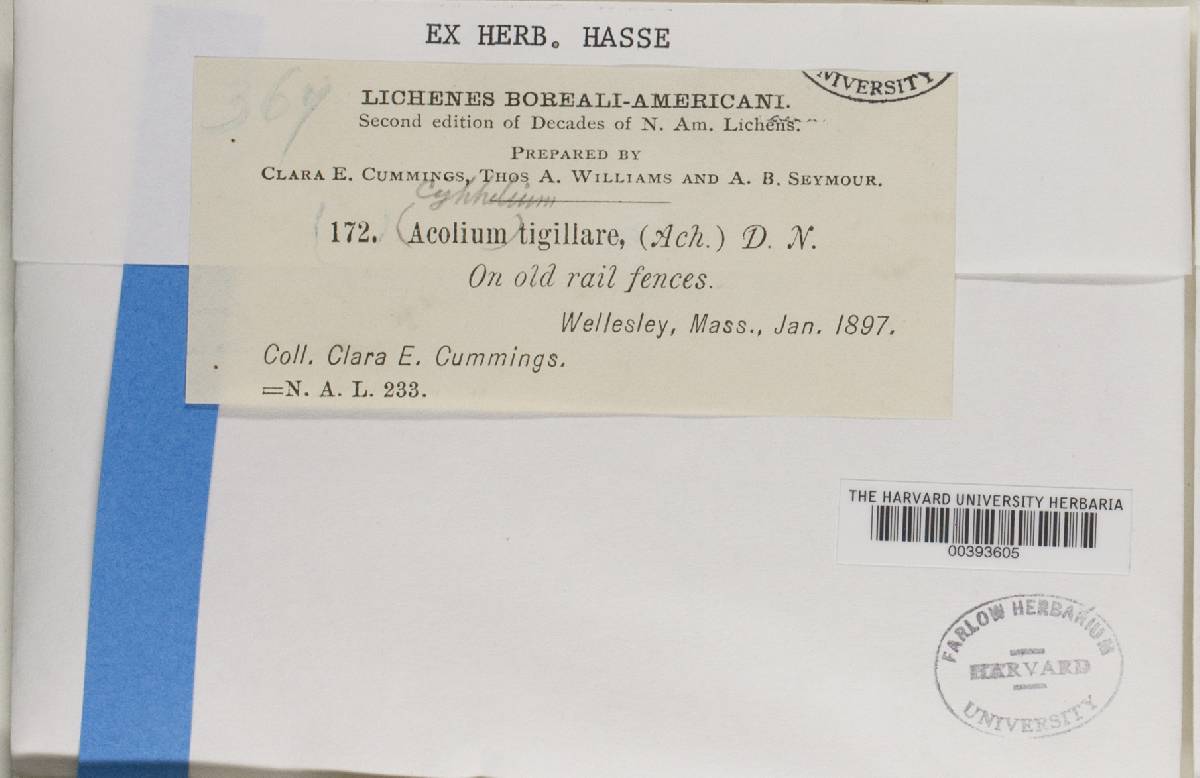 EX HERB. HASSE
364
NIVERSITY
LICHENES BOREALI-AMERICANI.
Second edition of Decades of N. Am. Lichens.
PREPARED BY
CLARA E. CUMMINGS, THOS A. WILLIAMS AND A. B. SEYMOUR.
Cyphelium
172. (Acolium) tigillare, (Ach.) D. N.
On old rail fences.
Wellesley, Mass., Jan. 1897.
Coll. Clara E. Cummings.
=N. A. L. 233.
THE HARVARD UNIVERSITY HERBARIA
00393605
FARLOW HERBARIUM
HARVARD
UNIVERSITY